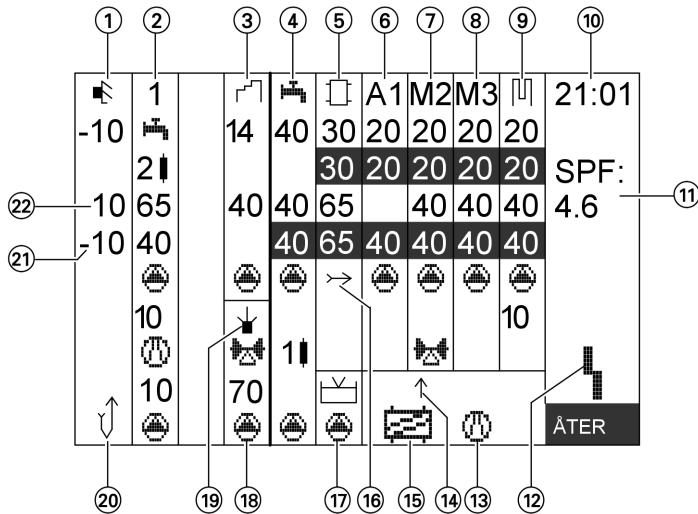 1 2 3 4 5 6 7 8 9 10
1 A1 M2 M3 21:01
-10 14 40 30 20 20 20 20
2 30 20 20 20 20 SPF:
22 10 65 40 40 65 40 40 40 4.6 11
21 -10 40 40 65 40 40 40 40
10 10
1
10 70
ÅTER
20 19 18 17 16 15 14 13 12